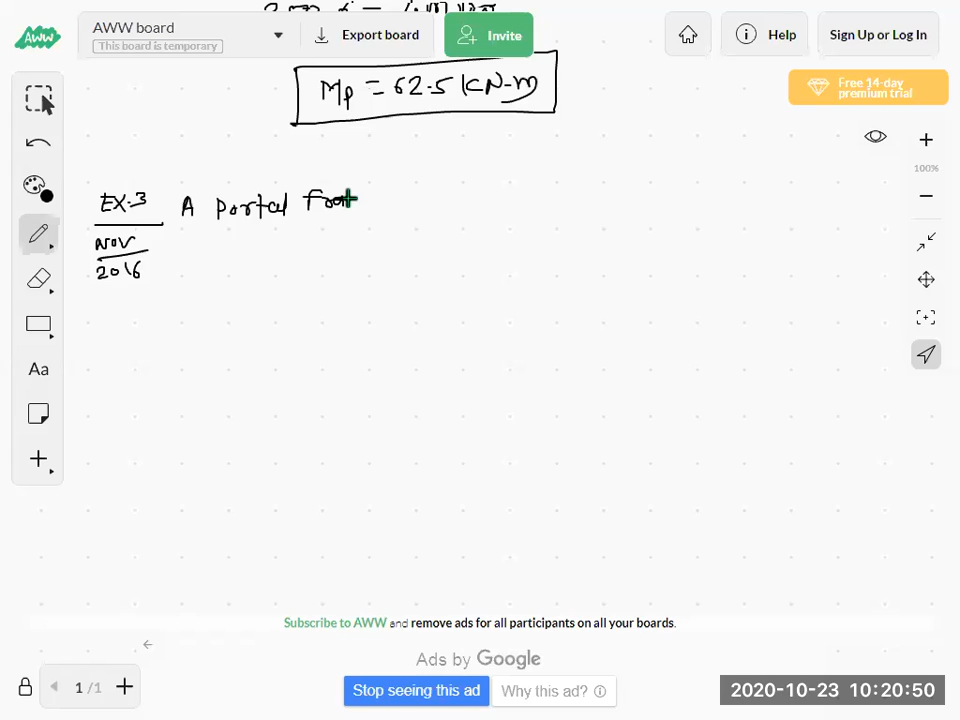 AWW
AWW board
This board is temporary
Export board
Invite
Help
Sign Up or Log In
Free 14-day
premium trial
Mp = 62.5 kN-m
100%
EX-3 A Portal
Nov
2016
Aa
Subscribe to AWW and remove ads for all participants on all your boards.
Ads by Google
1 /1
Stop seeing this ad
Why this ad?
2020-10-23 10:20:50